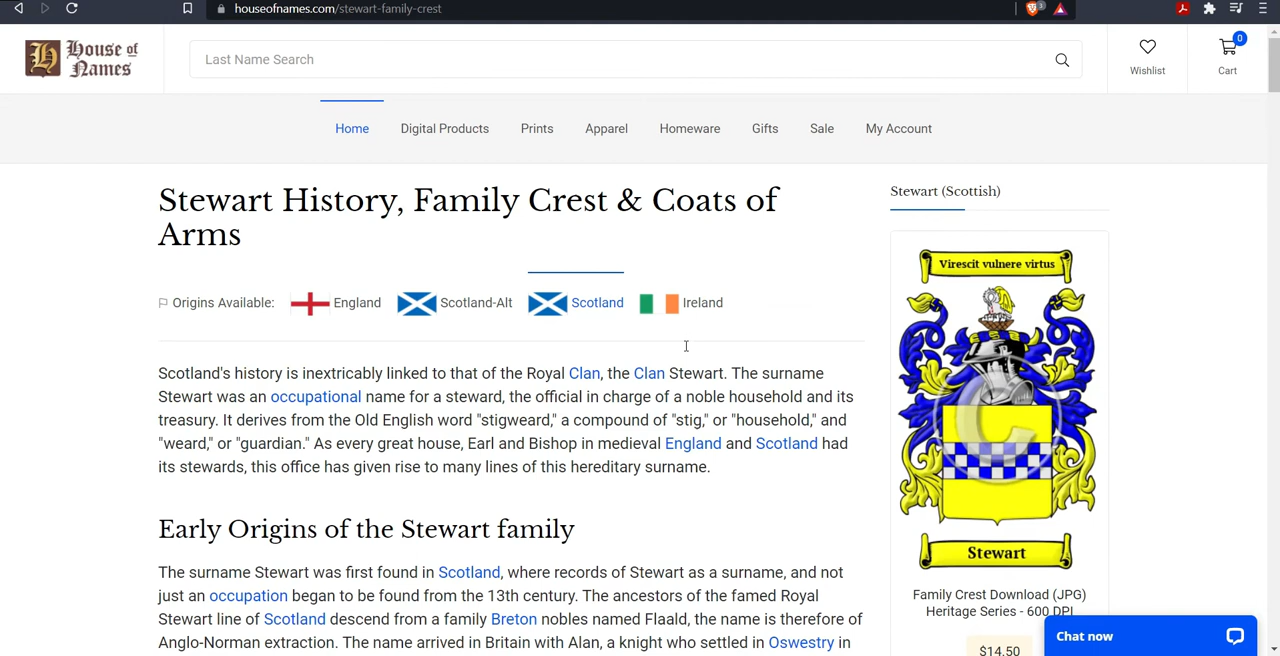 houseofnames.com/stewart-family-crest
3
House of
Names
Last Name Search
Wishlist
0
Cart
Home Digital Products Prints Apparel Homeware Gifts Sale My Account
Stewart History, Family Crest & Coats of
Arms
Origins Available: England Scotland-Alt Scotland Ireland
Scotland's history is inextricably linked to that of the Royal Clan, the Clan Stewart. The surname
Stewart was an occupational name for a steward, the official in charge of a noble household and its
treasury. It derives from the Old English word "stigweard," a compound of "stig," or "household," and
"weard," or "guardian." As every great house, Earl and Bishop in medieval England and Scotland had
its stewards, this office has given rise to many lines of this hereditary surname.
Early Origins of the Stewart family
The surname Stewart was first found in Scotland, where records of Stewart as a surname, and not
just an occupation began to be found from the 13th century. The ancestors of the famed Royal
Stewart line of Scotland descend from a family Breton nobles named Flaald, the name is therefore of
Anglo-Norman extraction. The name arrived in Britain with Alan, a knight who settled in Oswestry in
Stewart (Scottish)
Virescit vulnere virtus
C
Stewart
Family Crest Download (JPG)
Heritage Series - 600 DPI
$14.50
Chat now